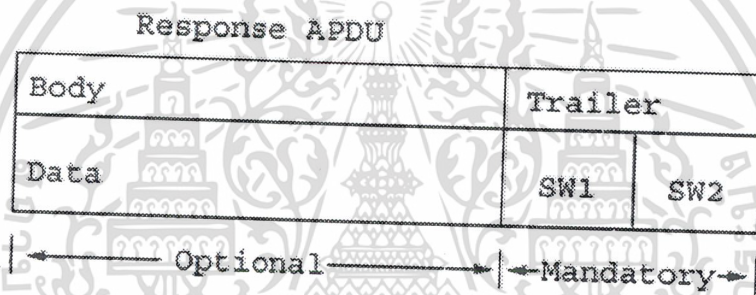 Response APDU
Body Trailer
Data SW1 SW2
Optional Mandatory